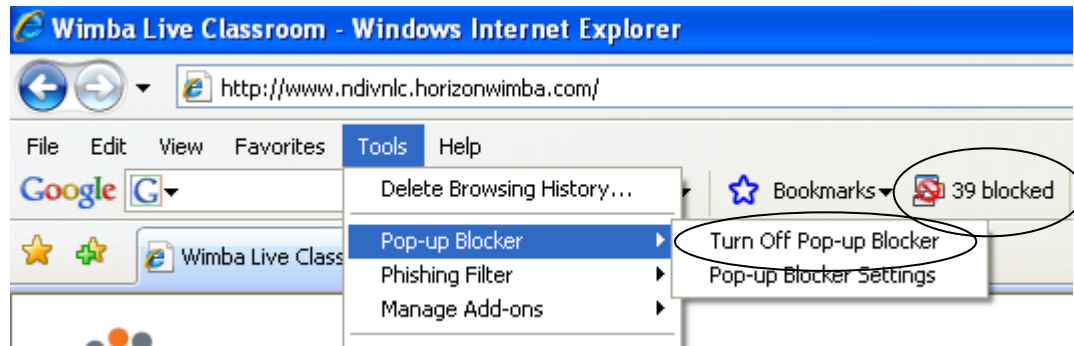 Wimba Live Classroom - Windows Internet Explorer
http://www.ndivnlc.horizonwimba.com/
File Edit View Favorites Tools Help
Google G Bookmarks 39 blocked
Delete Browsing History...
Wimba Live Class
Pop-up Blocker
Turn Off Pop-up Blocker
Phishing Filter
Pop-up Blocker Settings
Manage Add-ons